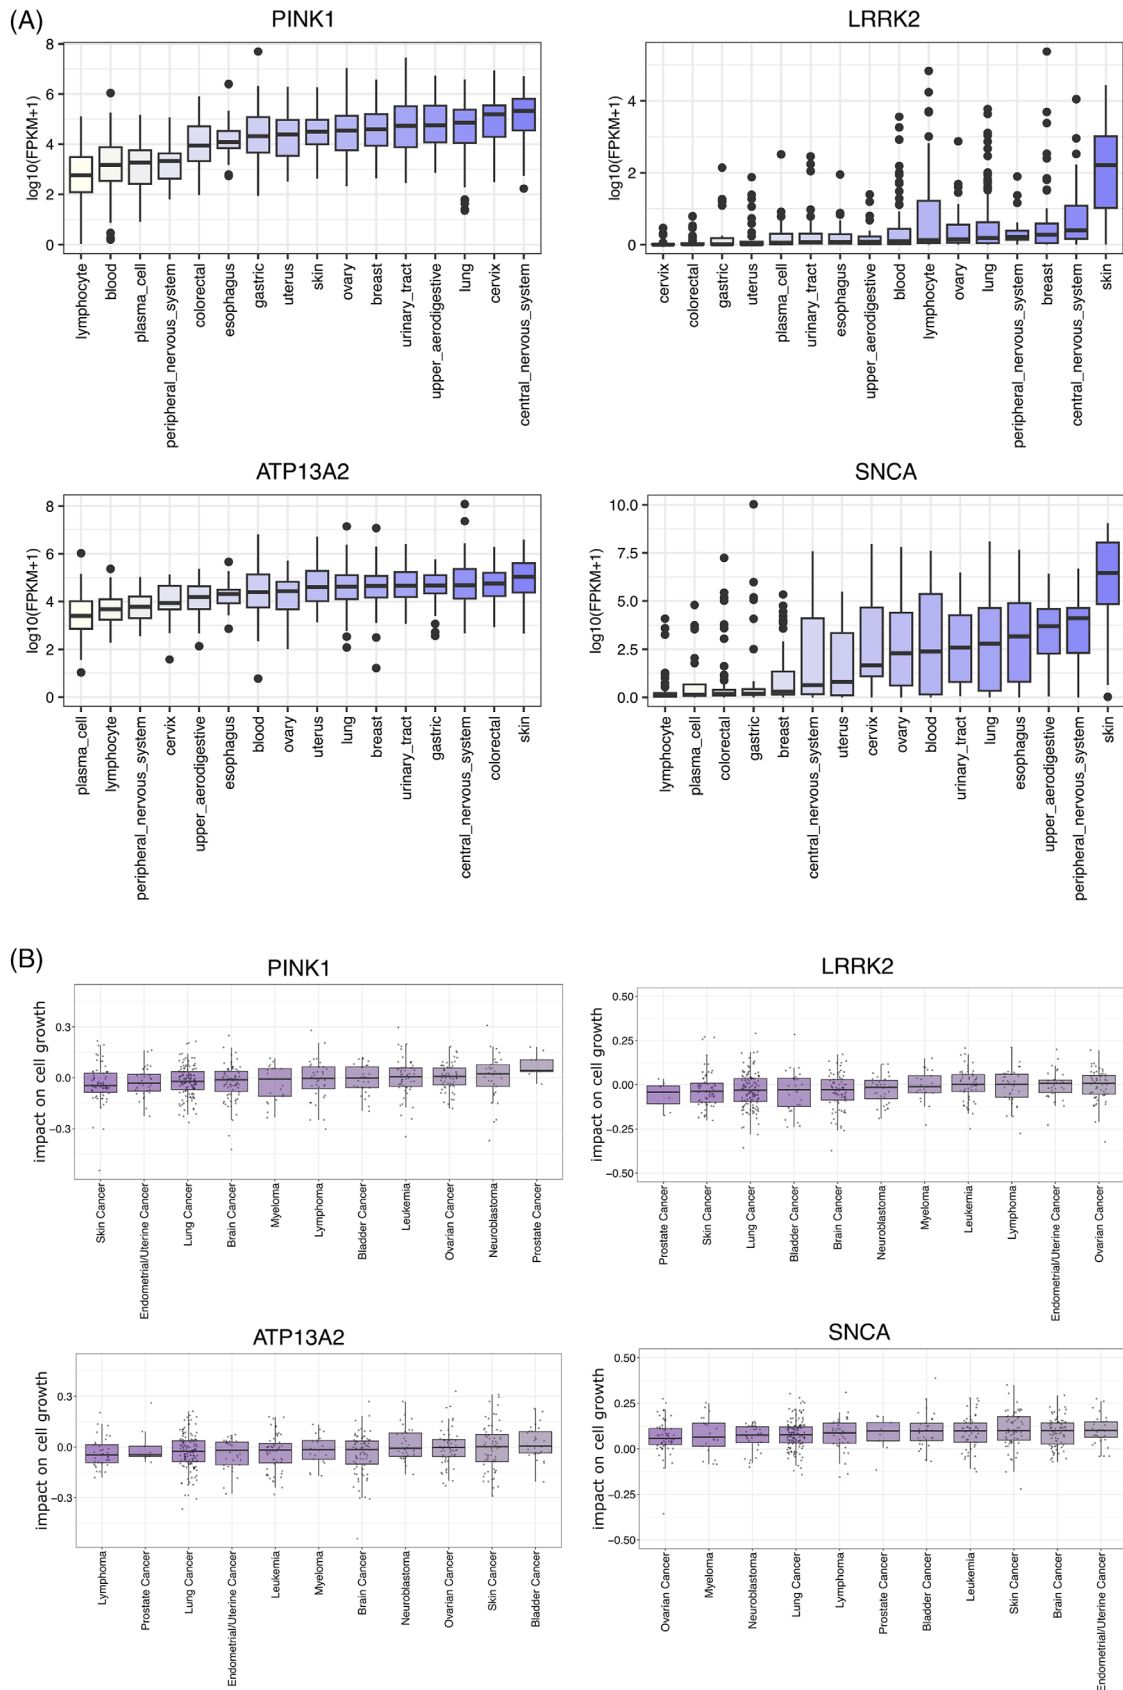 (A)
PINK1
log10(FPKM+1)
8
6
4
2
0
lymphocyte
blood
plasma_cell
peripheral_nervous_system
colorectal
esophagus
gastric
uterus
skin
ovary
breast
urinary_tract
upper_aerodigestive
lung
cervix
central_nervous_system
LRRK2
log10(FPKM+1)
4
2
0
cervix
colorectal
gastric
uterus
plasma_cell
urinary_tract
esophagus
upper_aerodigestive
blood
lymphocyte
ovary
lung
peripheral_nervous_system
breast
central_nervous_system
skin
ATP13A2
log10(FPKM+1)
8
6
4
2
0
plasma_cell
lymphocyte
peripheral_nervous_system
cervix
upper_aerodigestive
esophagus
blood
ovary
uterus
lung
breast
urinary_tract
gastric
central_nervous_system
colorectal
skin
SNCA
log10(FPKM+1)
10.0
7.5
5.0
2.5
0.0
lymphocyte
plasma_cell
colorectal
gastric
breast
central_nervous_system
uterus
cervix
ovary
blood
urinary_tract
lung
esophagus
upper_aerodigestive
peripheral_nervous_system
skin
(B)
PINK1
impact on cell growth
0.3
0.0
−0.3
Skin Cancer
Endometrial/Uterine Cancer
Lung Cancer
Brain Cancer
Myeloma
Lymphoma
Bladder Cancer
Leukemia
Ovarian Cancer
Neuroblastoma
Prostate Cancer
LRRK2
impact on cell growth
0.50
0.25
0.00
−0.25
−0.50
Prostate Cancer
Skin Cancer
Lung Cancer
Bladder Cancer
Brain Cancer
Neuroblastoma
Myeloma
Leukemia
Lymphoma
Endometrial/Uterine Cancer
Ovarian Cancer
ATP13A2
impact on cell growth
0.3
0.0
−0.3
Lymphoma
Prostate Cancer
Lung Cancer
Endometrial/Uterine Cancer
Leukemia
Myeloma
Brain Cancer
Neuroblastoma
Ovarian Cancer
Skin Cancer
Bladder Cancer
SNCA
impact on cell growth
0.50
0.25
0.00
−0.25
−0.50
Ovarian Cancer
Myeloma
Neuroblastoma
Lung Cancer
Lymphoma
Prostate Cancer
Bladder Cancer
Leukemia
Skin Cancer
Brain Cancer
Endometrial/Uterine Cancer